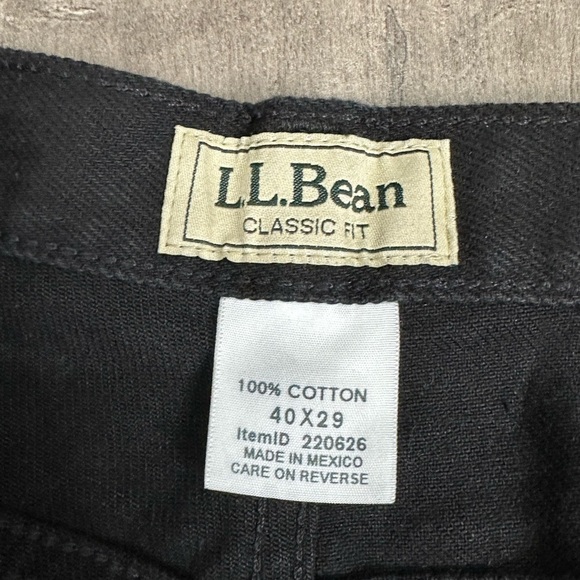 L.L.Bean
CLASSIC FIT
100% COTTON
40X29
ItemID 220626
MADE IN MEXICO
CARE ON REVERSE